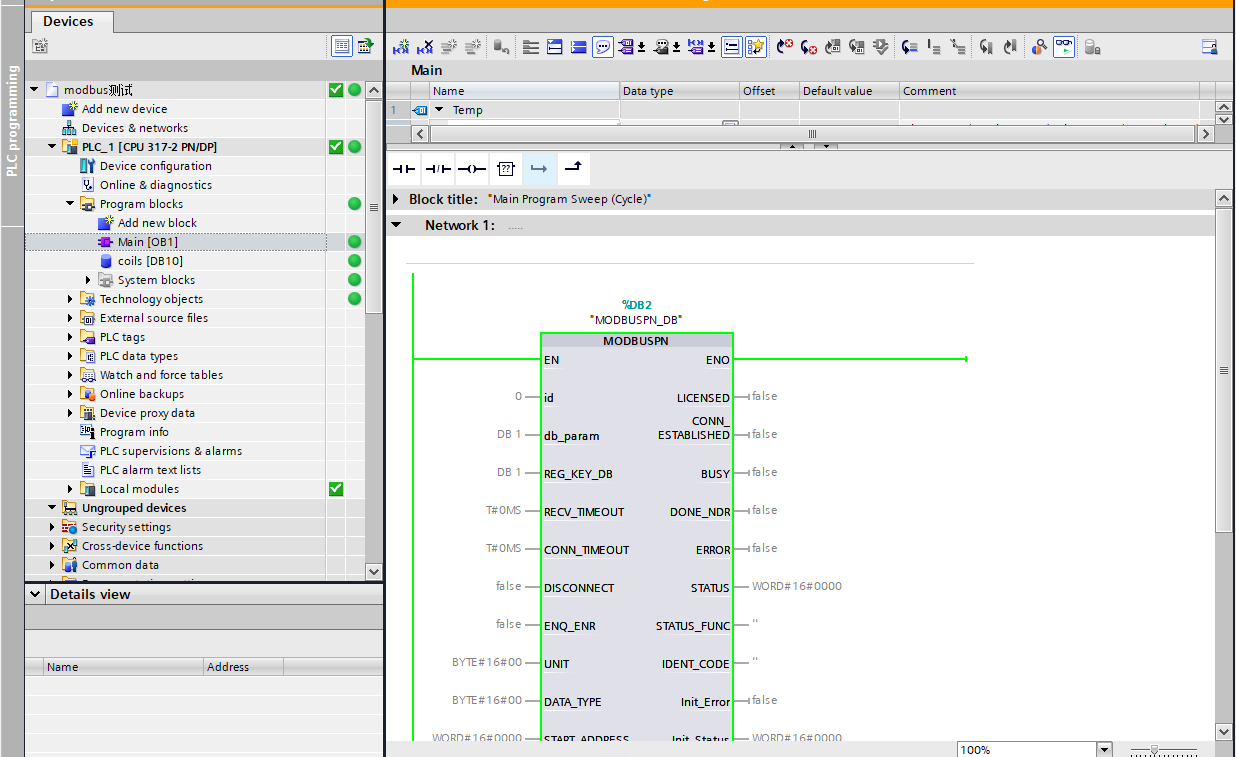 Devices
PLC programming
modbus测试
Add new device
Devices & networks
PLC_1 [CPU 317-2 PN/DP]
Device configuration
Online & diagnostics
Program blocks
Add new block
Main [OB1]
coils [DB10]
System blocks
Technology objects
External source files
PLC tags
PLC data types
Watch and force tables
Online backups
Device proxy data
Program info
PLC supervisions & alarms
PLC alarm text lists
Local modules
Ungrouped devices
Security settings
Cross-device functions
Common data
Details view
Name Address
Main
Name Data type Offset Default value Comment
1 Temp
??
Block title: "Main Program Sweep (Cycle)"
Network 1: .....
%DB2
"MODBUSPN_DB"
MODBUSPN
EN ENO
0 id LICENSED false
CONN_
DB 1 db_param ESTABLISHED false
DB 1 REG_KEY_DB BUSY false
T#0MS RECV_TIMEOUT DONE_NDR false
T#0MS CONN_TIMEOUT ERROR false
false DISCONNECT STATUS WORD#16#0000
false ENQ_ENR STATUS_FUNC ''
BYTE#16#00 UNIT IDENT_CODE ''
BYTE#16#00 DATA_TYPE Init_Error false
WORD#16#0000 START_ADDRESS Init_Status WORD#16#0000
100%